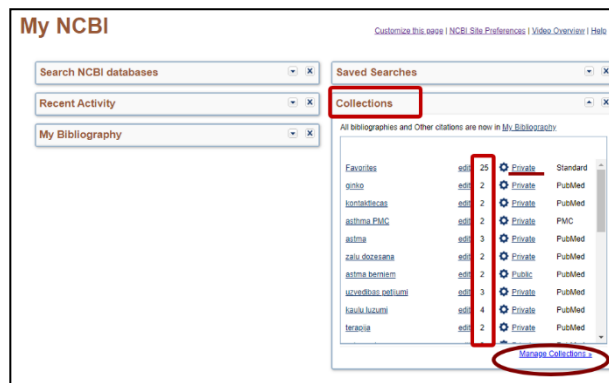 My NCBI
Customize this page | NCBI Site Preferences | Video Overview | Help
Search NCBI databases
Recent Activity
My Bibliography
Saved Searches
Collections
All bibliographies and Other citations are now in My Bibliography
Favorites edit 25 Private Standard
ginko edit 2 Private PubMed
kontaktlecas edit 2 Private PubMed
asthma PMC edit 2 Private PMC
astma edit 3 Private PubMed
zalu dozesana edit 2 Private PubMed
astma berniem edit 2 Public PubMed
uzvedibas petijumi edit 3 Private PubMed
kaulu luzumi edit 4 Private PubMed
terapija edit 2 Private PubMed
Manage Collections »